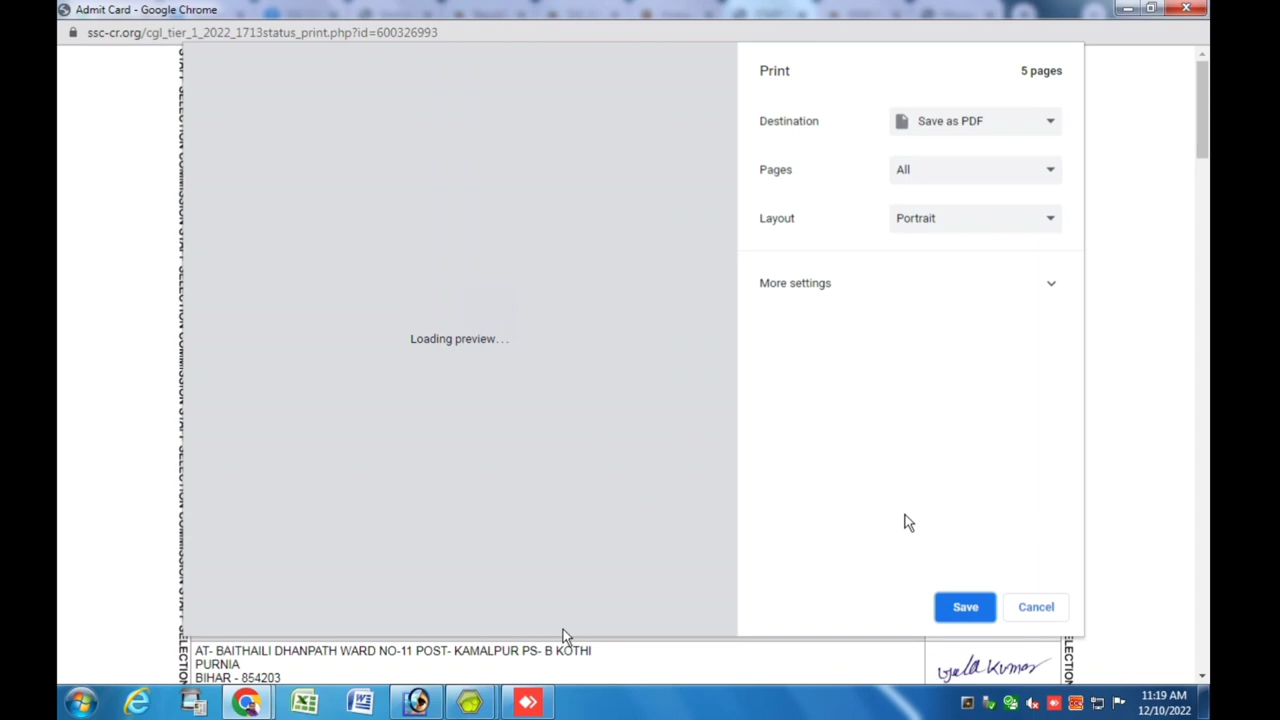 Admit Card - Google Chrome
ssc-cr.org/cgl_tier_1_2022_1713status_print.php?id=600326993
Print
5 pages
Destination
Save as PDF
Pages
All
Layout
Portrait
More settings
Loading preview...
Save
Cancel
AT- BAITHAILI DHANPATH WARD NO-11 POST- KAMALPUR PS- B KOTHI
PURNIA
BIHAR - 854203
11:19 AM
12/10/2022